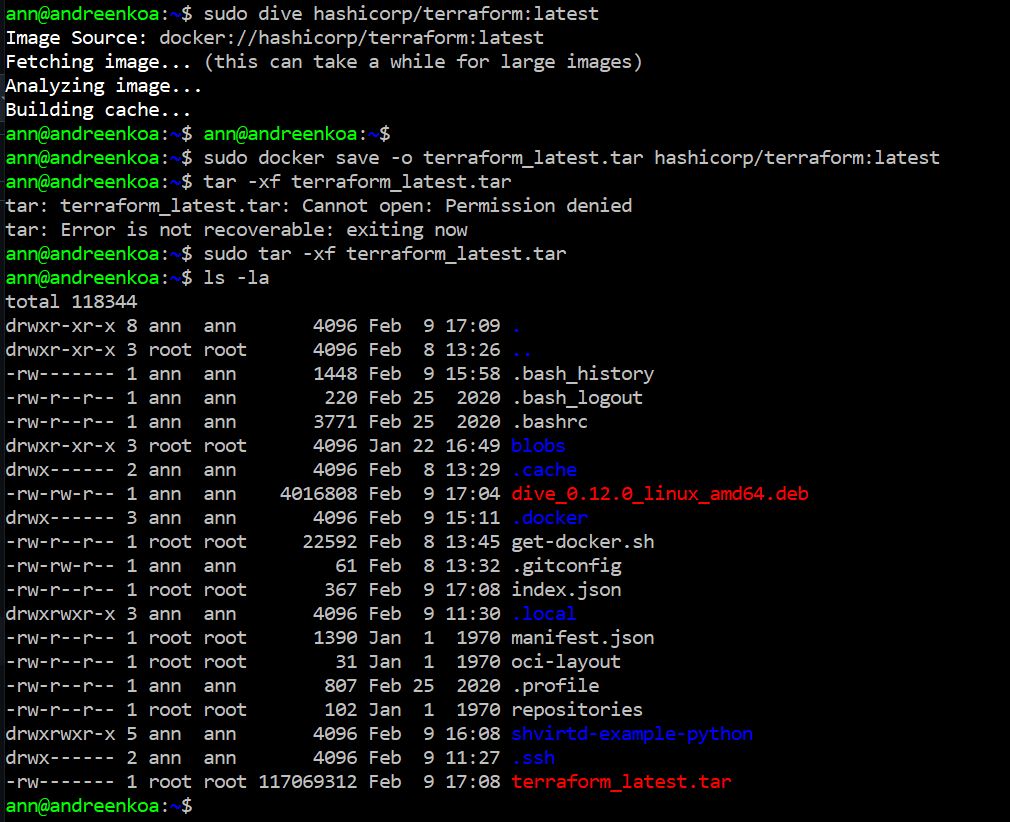 ann@andreenkoa:~$ sudo dive hashicorp/terraform:latest
Image Source: docker://hashicorp/terraform:latest
Fetching image... (this can take a while for large images)
Analyzing image...
Building cache...
ann@andreenkoa:~$ ann@andreenkoa:~$
ann@andreenkoa:~$ sudo docker save -o terraform_latest.tar hashicorp/terraform:latest
ann@andreenkoa:~$ tar -xf terraform_latest.tar
tar: terraform_latest.tar: Cannot open: Permission denied
tar: Error is not recoverable: exiting now
ann@andreenkoa:~$ sudo tar -xf terraform_latest.tar
ann@andreenkoa:~$ ls -la
total 118344
drwxr-xr-x 8 ann  ann       4096 Feb  9 17:09 .
drwxr-xr-x 3 root root      4096 Feb  8 13:26 ..
-rw------- 1 ann  ann       1448 Feb  9 15:58 .bash_history
-rw-r--r-- 1 ann  ann        220 Feb 25  2020 .bash_logout
-rw-r--r-- 1 ann  ann       3771 Feb 25  2020 .bashrc
drwxr-xr-x 3 root root      4096 Jan 22 16:49 blobs
drwx------ 2 ann  ann       4096 Feb  8 13:29 .cache
-rw-rw-r-- 1 ann  ann    4016808 Feb  9 17:04 dive_0.12.0_linux_amd64.deb
drwx------ 3 ann  ann       4096 Feb  9 15:11 .docker
-rw-r--r-- 1 root root     22592 Feb  8 13:45 get-docker.sh
-rw-rw-r-- 1 ann  ann         61 Feb  8 13:32 .gitconfig
-rw-r--r-- 1 root root       367 Feb  9 17:08 index.json
drwxrwxr-x 3 ann  ann       4096 Feb  9 11:30 .local
-rw-r--r-- 1 root root      1390 Jan  1  1970 manifest.json
-rw-r--r-- 1 root root        31 Jan  1  1970 oci-layout
-rw-r--r-- 1 ann  ann        807 Feb 25  2020 .profile
-rw-r--r-- 1 root root       102 Jan  1  1970 repositories
drwxrwxr-x 5 ann  ann       4096 Feb  9 16:08 shvirtd-example-python
drwx------ 2 ann  ann       4096 Feb  9 11:27 .ssh
-rw------- 1 root root 117069312 Feb  9 17:08 terraform_latest.tar
ann@andreenkoa:~$